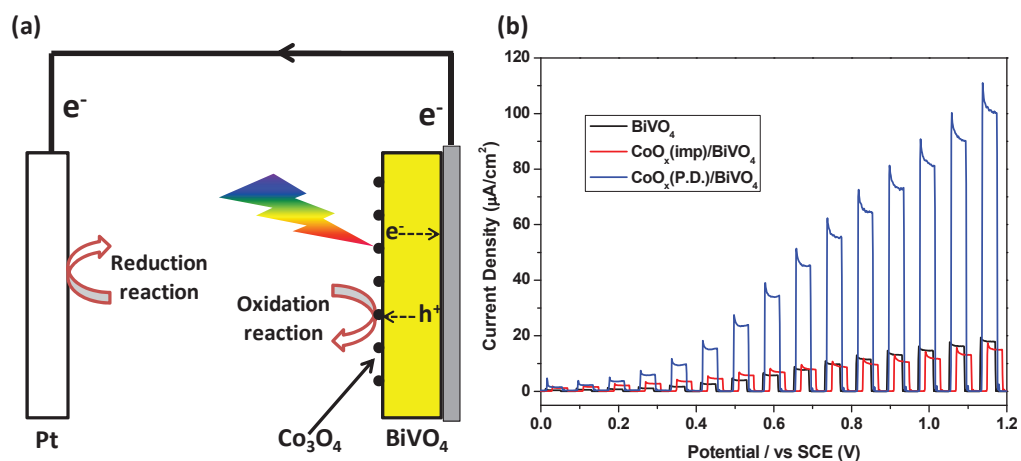 (a)
e⁻
e⁻
Reduction
reaction
Oxidation
reaction
e⁻
h⁺
Pt
Co₃O₄
BiVO₄
(b)
120
100
80
60
40
20
0
Current Density (µA/cm²)
BiVO₄
CoOₓ(imp)/BiVO₄
CoOₓ(P.D.)/BiVO₄
0.0 0.2 0.4 0.6 0.8 1.0 1.2
Potential / vs SCE (V)